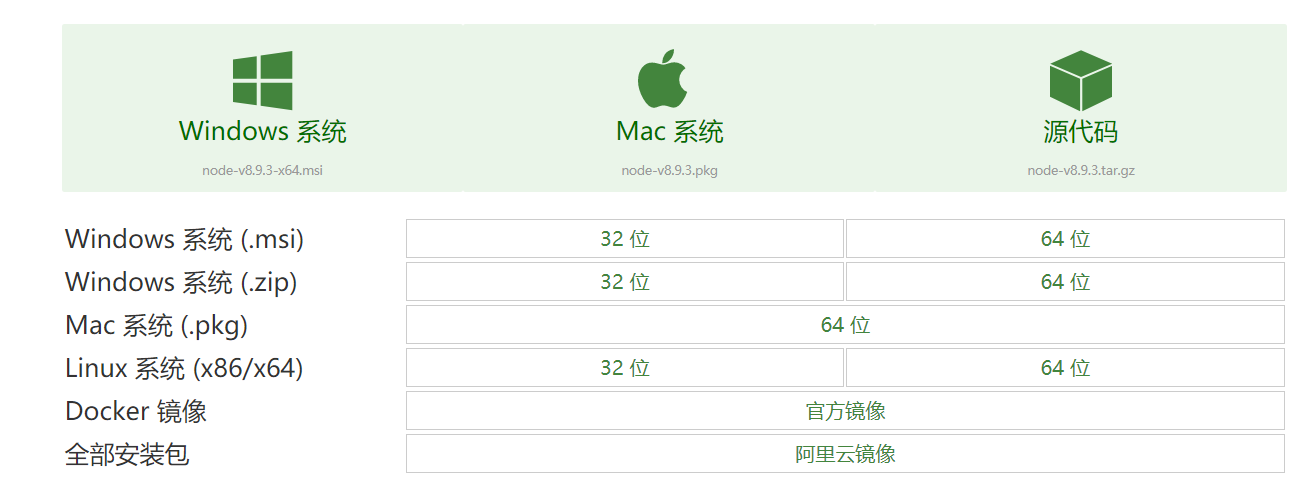 Windows 系统 Mac 系统 源代码
node-v8.9.3-x64.msi node-v8.9.3.pkg node-v8.9.3.tar.gz
Windows 系统 (.msi) 32 位 64 位
Windows 系统 (.zip) 32 位 64 位
Mac 系统 (.pkg) 64 位
Linux 系统 (x86/x64) 32 位 64 位
Docker 镜像 官方镜像
全部安装包 阿里云镜像